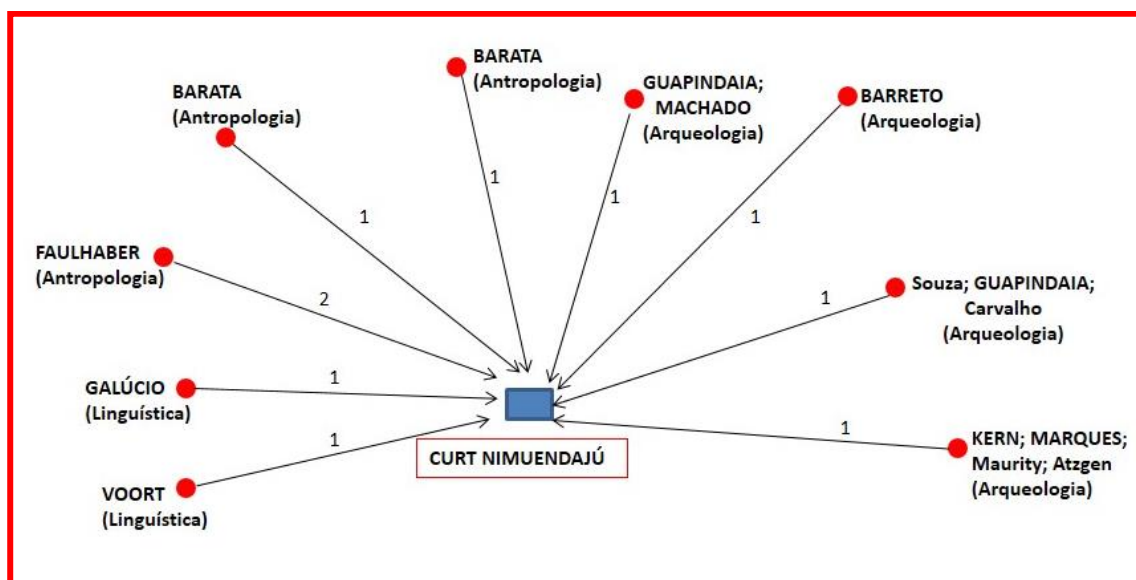 BARATA
(Antropologia)
BARATA
(Antropologia)
GUAPINDAIA;
MACHADO
(Arqueologia)
BARRETO
(Arqueologia)
1
1
1
1
FAULHABER
(Antropologia)
2
Souza; GUAPINDAIA;
Carvalho
(Arqueologia)
1
GALÚCIO
(Linguística)
1
VOORT
(Linguística)
1
CURT NIMUENDAJÚ
KERN; MARQUES;
Maurity; Atzgen
(Arqueologia)
1